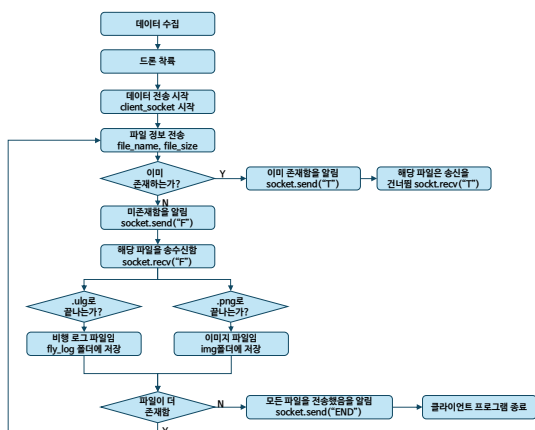 데이터 수집
드론 착륙
데이터 전송 시작
client_socket 시작
파일 정보 전송
file_name, file_size
이미
존재하는가?
Y
이미 존재함을 알림
socket.send("T")
해당 파일은 송신을
건너뜀 sockt.recv("T")
N
미존재함을 알림
socket.send("F")
해당 파일을 송수신함
socket.recv("F")
.ulg로
끝나는가?
.png로
끝나는가?
비행 로그 파일임
fly_log 폴더에 저장
이미지 파일임
img폴더에 저장
파일이 더
존재함
N
모든 파일을 전송했음을 알림
socket.send("END")
클라이언트 프로그램 종료
Y